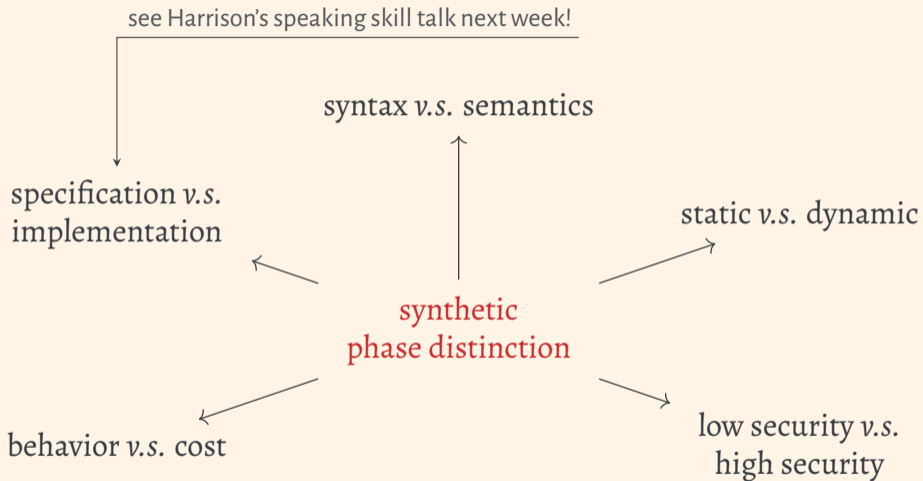 see Harrison's speaking skill talk next week!
syntax v.s. semantics
specification v.s.
implementation
static v.s. dynamic
synthetic
phase distinction
behavior v.s. cost
low security v.s.
high security